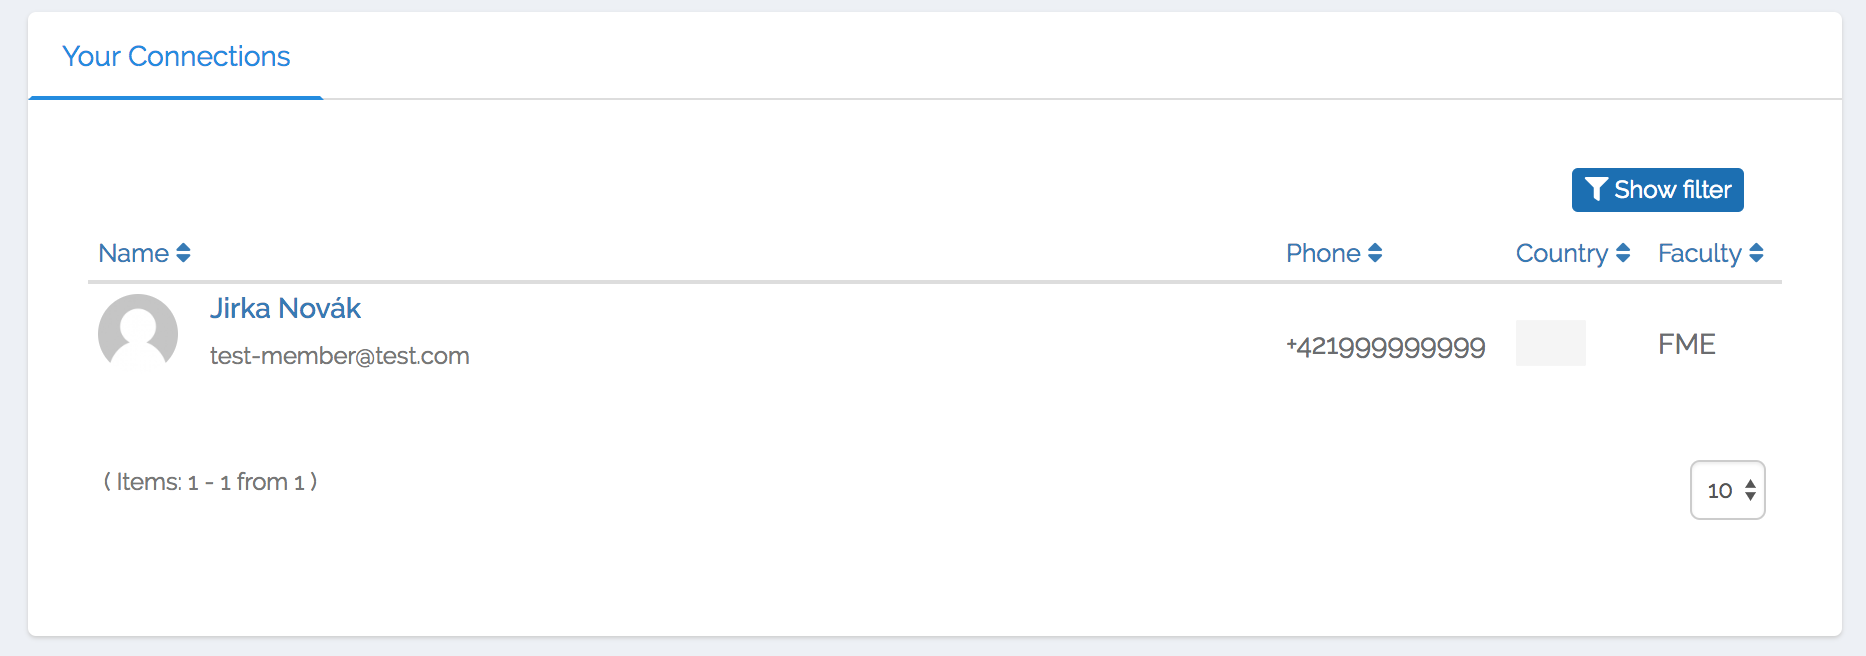 Your Connections
Show filter
Name Phone Country Faculty
Jirka Novák
test-member@test.com
+421999999999 FME
( Items: 1 - 1 from 1 )
10